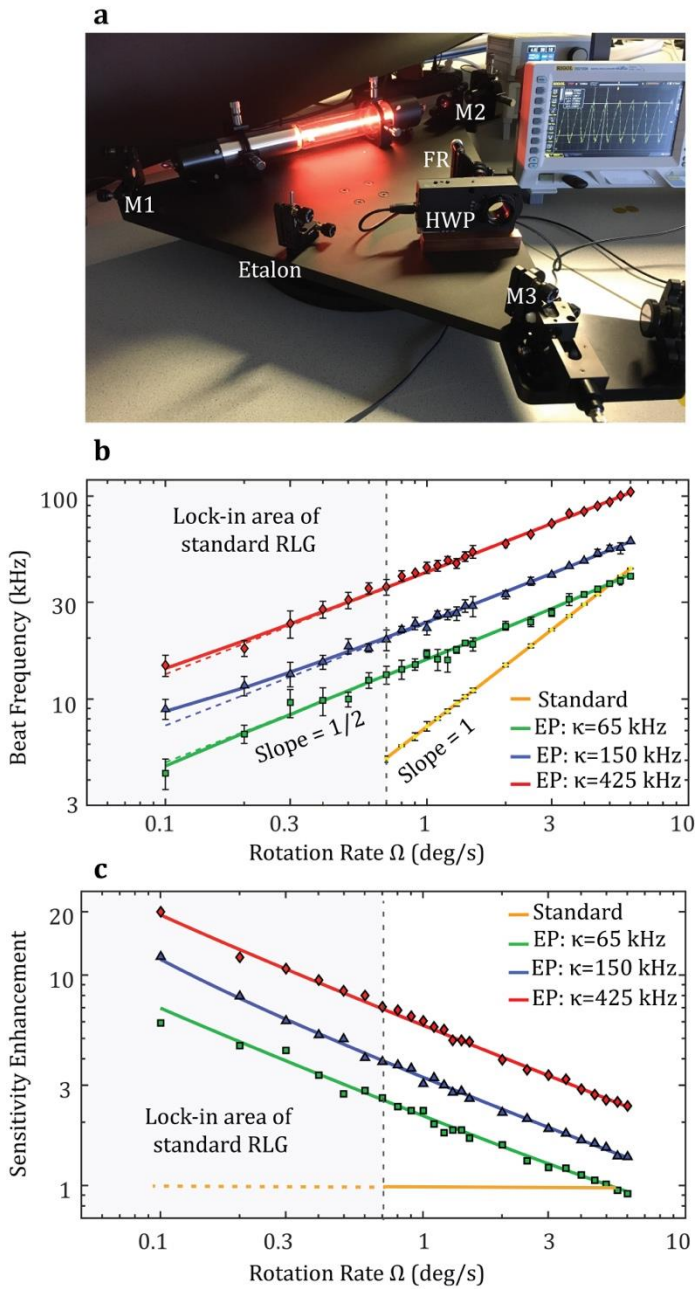 a
M2
FR
M1
HWP
Etalon
M3
b
100
30
10
3
Beat Frequency (kHz)
Lock-in area of
standard RLG
Slope = 1/2
Slope = 1
Standard
EP: κ=65 kHz
EP: κ=150 kHz
EP: κ=425 kHz
0.1
0.3
1
3
10
Rotation Rate Ω (deg/s)
c
20
10
3
1
Sensitivity Enhancement
Standard
EP: κ=65 kHz
EP: κ=150 kHz
EP: κ=425 kHz
Lock-in area of
standard RLG
0.1
0.3
1
3
10
Rotation Rate Ω (deg/s)